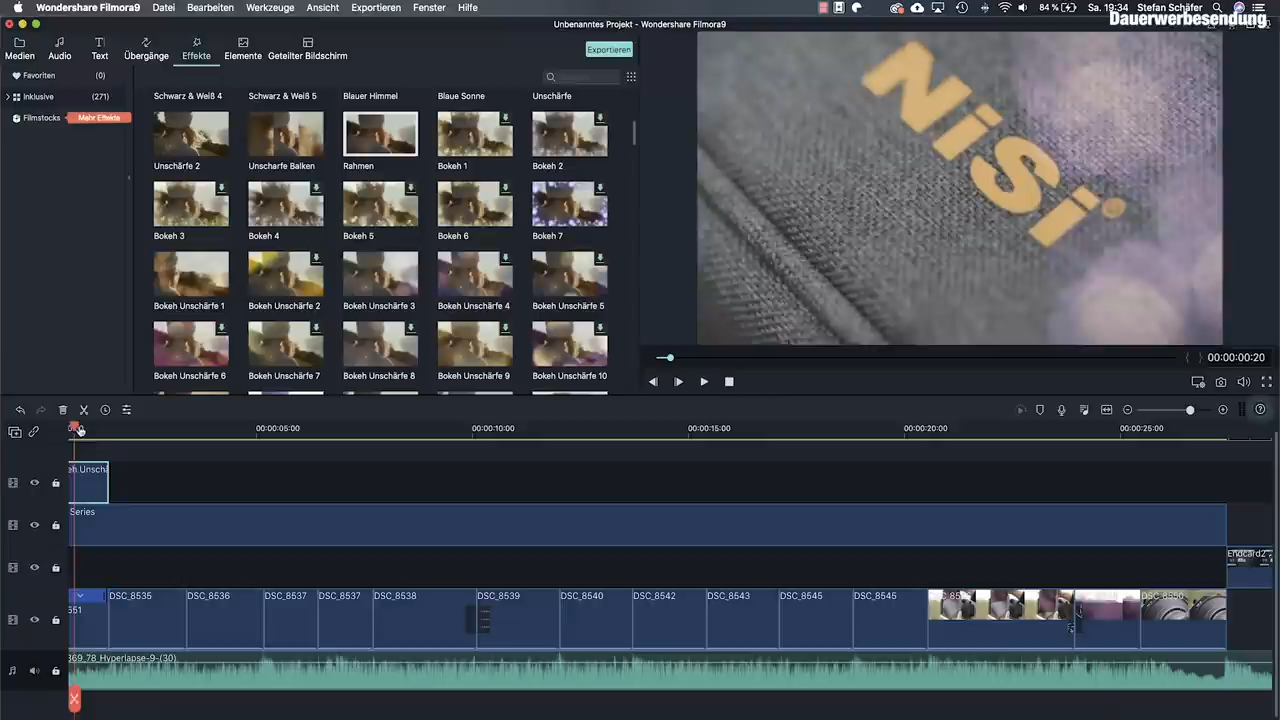 Wondershare Filmora9 Datei Bearbeiten Werkzeuge Ansicht Exportieren Fenster Hilfe 84 % Sa. 19:34 Stefan Schäfer
Dauerwerbesendung
Unbenanntes Projekt - Wondershare Filmora9
Medien Audio Text Übergänge Effekte Elemente Geteilter Bildschirm Exportieren
Favoriten (0)
Inklusive (271)
Filmstocks Mehr Effekte
Schwarz & Weiß 4 Schwarz & Weiß 5 Blauer Himmel Blaue Sonne Unschärfe
Unschärfe 2 Unscharfe Balken Rahmen Bokeh 1 Bokeh 2
Bokeh 3 Bokeh 4 Bokeh 5 Bokeh 6 Bokeh 7
Bokeh Unschärfe 1 Bokeh Unschärfe 2 Bokeh Unschärfe 3 Bokeh Unschärfe 4 Bokeh Unschärfe 5
Bokeh Unschärfe 6 Bokeh Unschärfe 7 Bokeh Unschärfe 8 Bokeh Unschärfe 9 Bokeh Unschärfe 10
NiSi
00:00:00:20
00:00:05:00 00:00:10:00 00:00:15:00 00:00:20:00 00:00:25:00
eh Unschä
Series
Endcard2
DSC_8535 DSC_8536 DSC_8537 DSC_8537 DSC_8538 DSC_8539 DSC_8540 DSC_8542 DSC_8543 DSC_8545 DSC_8545
551
369_78_Hyperlapse-9-(30)